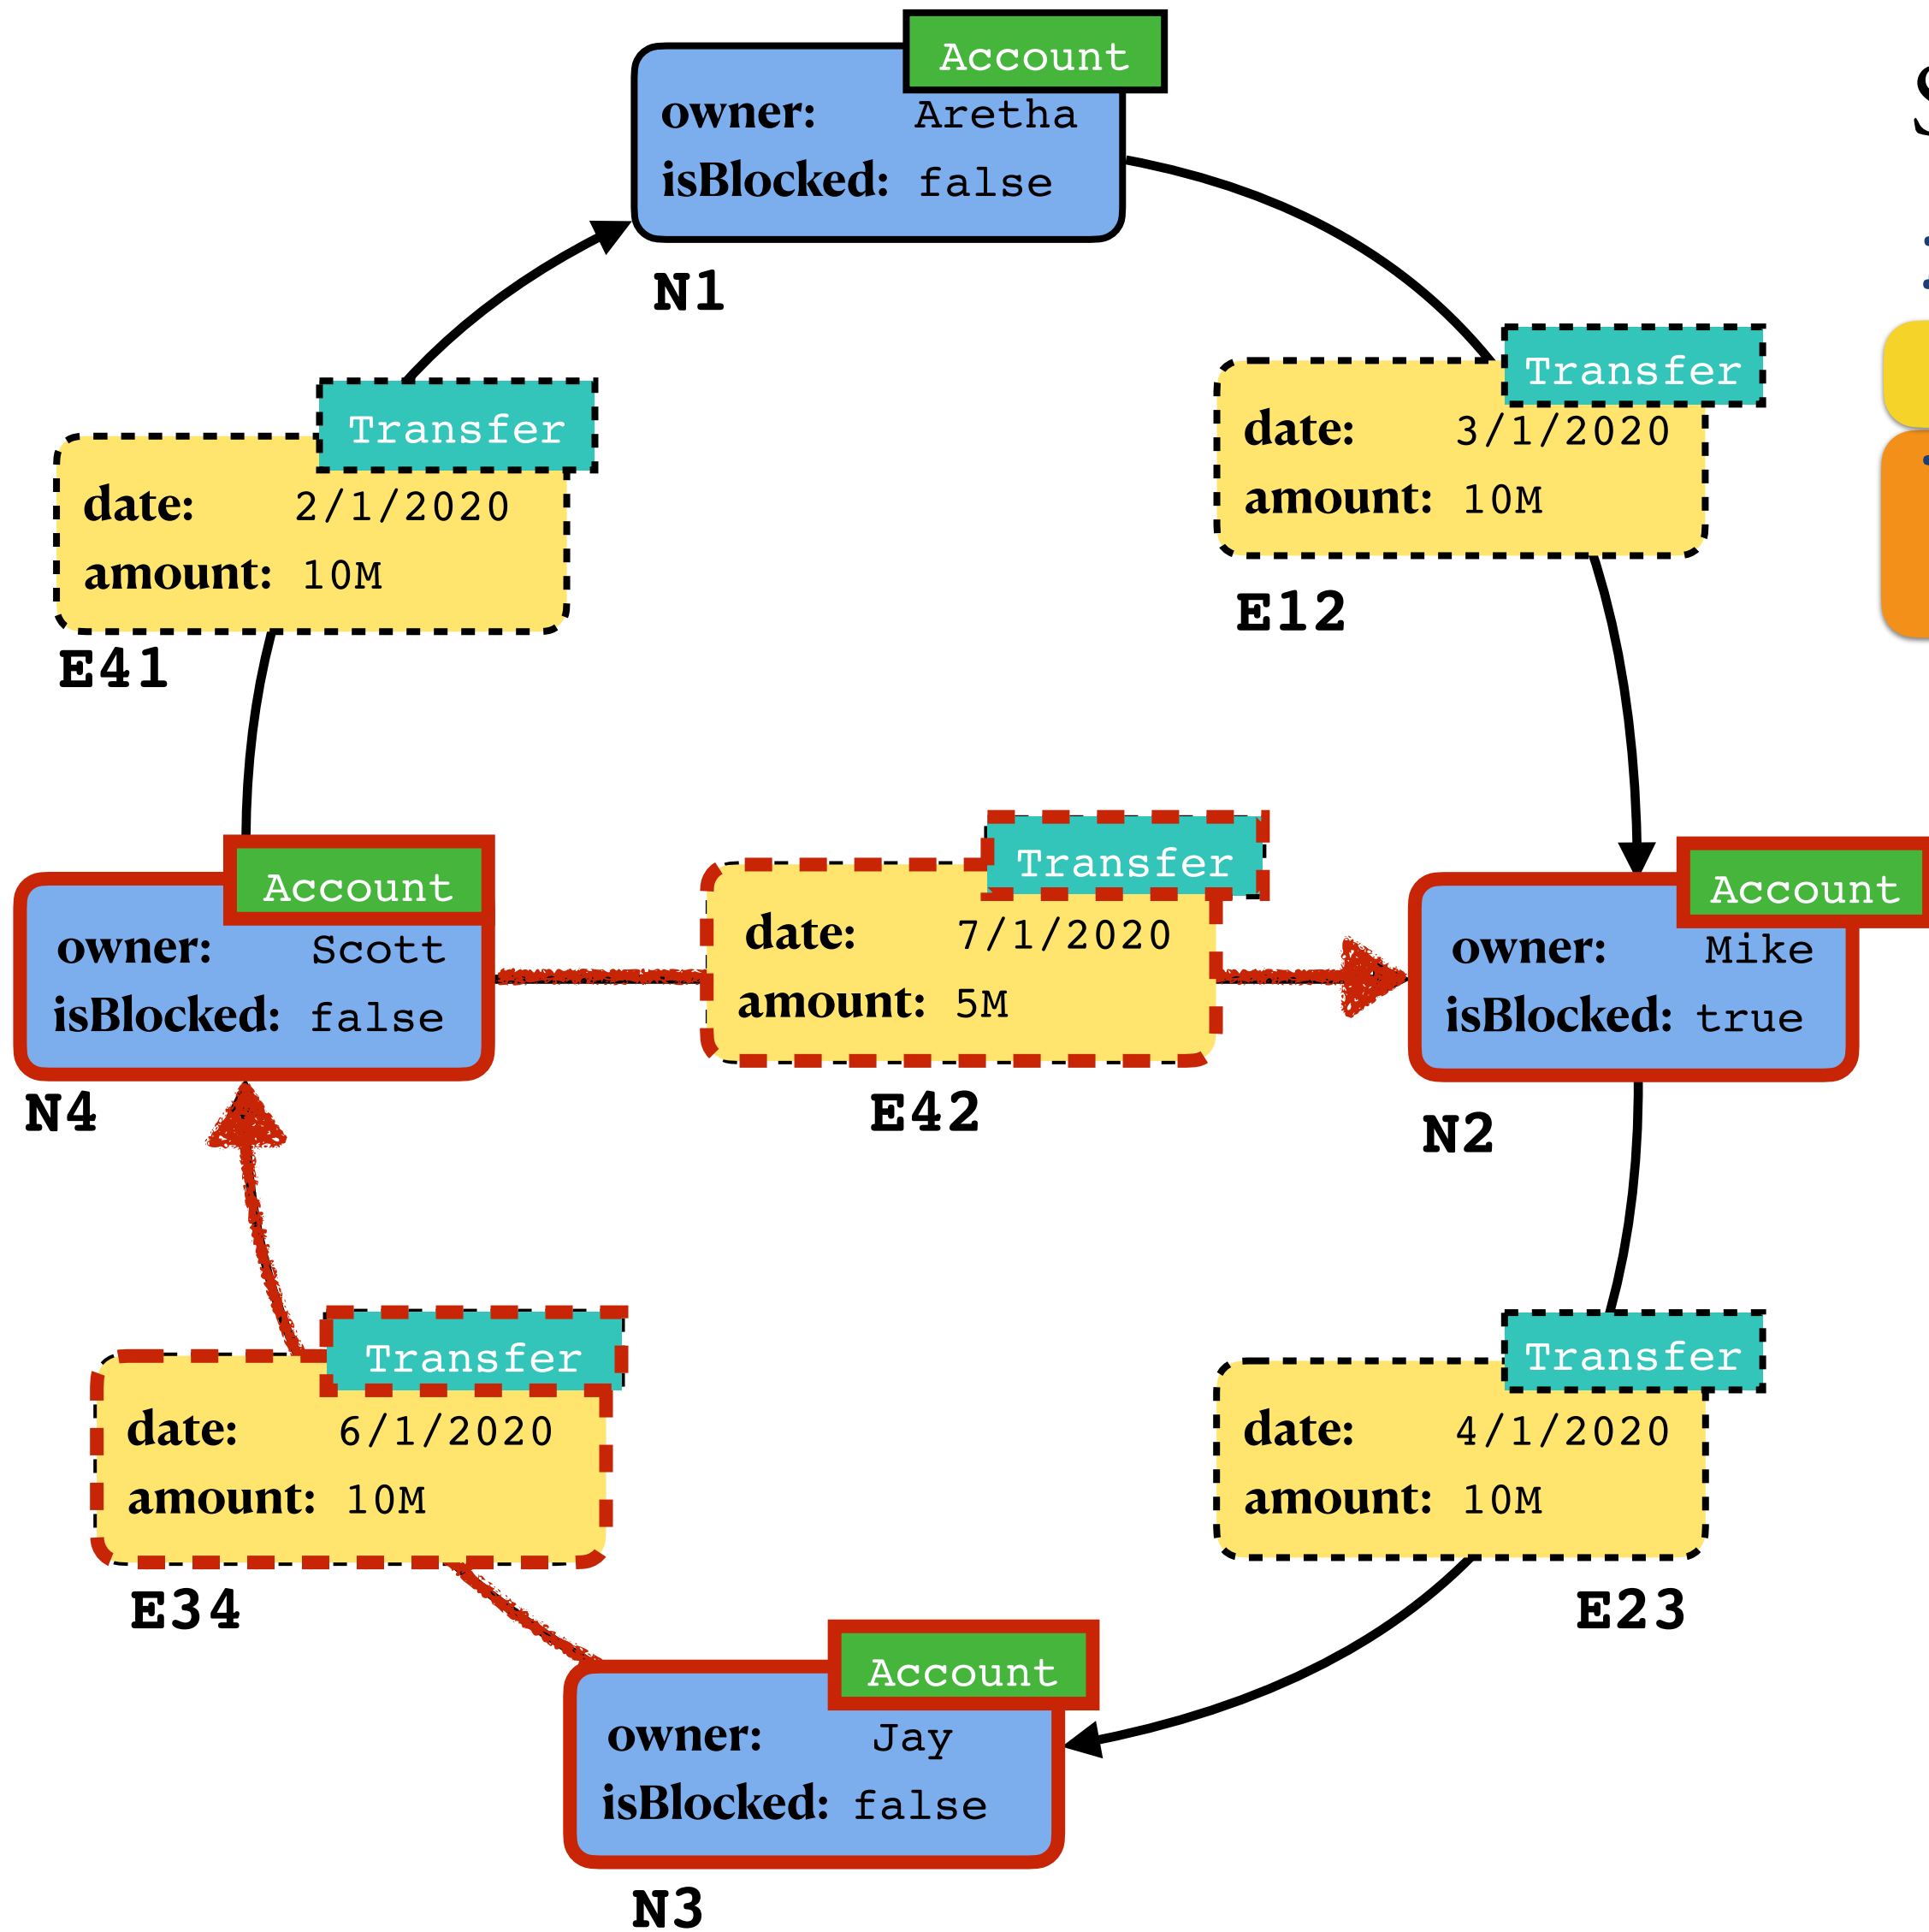 Account
owner: Aretha
isBlocked: false
N1
Transfer
date: 3/1/2020
amount: 10M
E12
Transfer
date: 2/1/2020
amount: 10M
E41
Account
owner: Scott
isBlocked: false
N4
Transfer
date: 7/1/2020
amount: 5M
E42
Account
owner: Mike
isBlocked: true
N2
Transfer
date: 6/1/2020
amount: 10M
E34
Transfer
date: 4/1/2020
amount: 10M
E23
Account
owner: Jay
isBlocked: false
N3